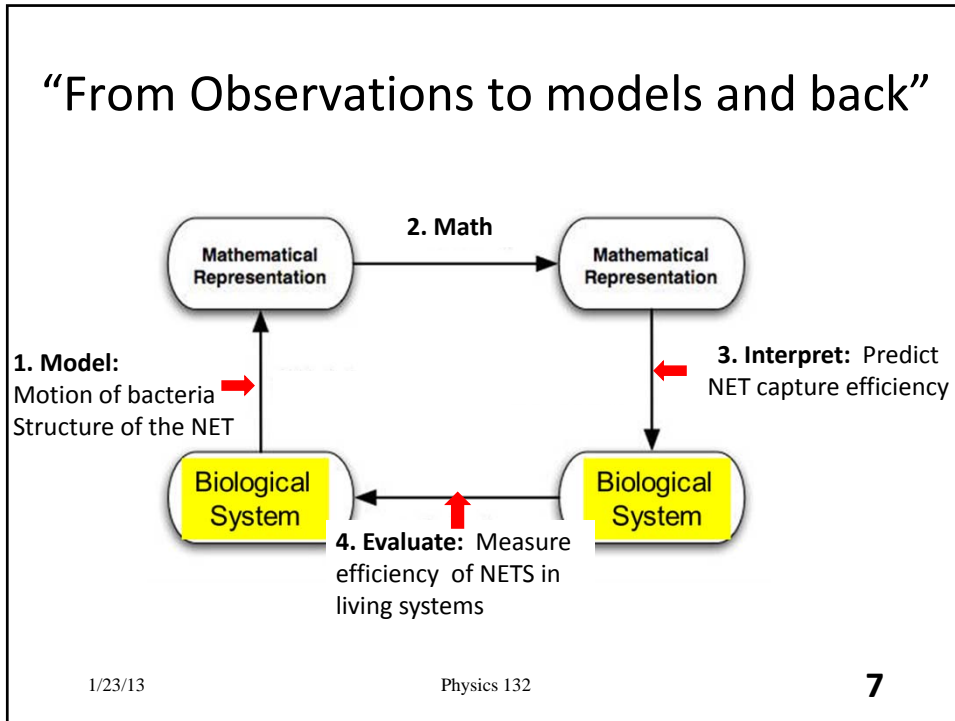 “From Observations to models and back”
2. Math
Mathematical
Representation
Mathematical
Representation
1. Model:
Motion of bacteria
Structure of the NET
3. Interpret: Predict
NET capture efficiency
Biological
System
Biological
System
4. Evaluate: Measure
efficiency of NETS in
living systems
1/23/13
Physics 132
7